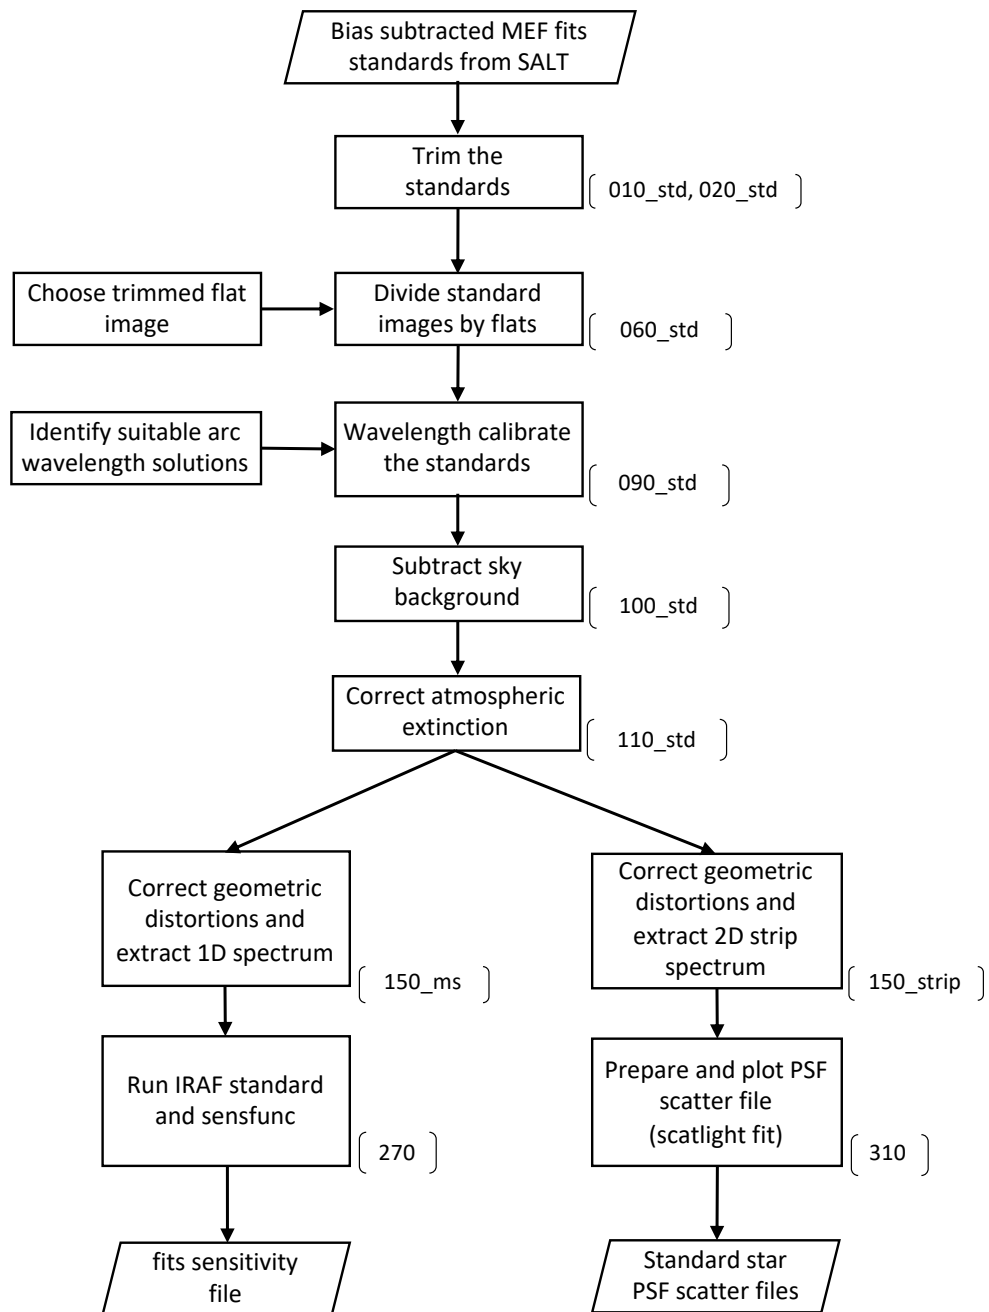 Bias subtracted MEF fits
standards from SALT
Trim the
standards
010_std, 020_std
Choose trimmed flat
image
Divide standard
images by flats
060_std
Identify suitable arc
wavelength solutions
Wavelength calibrate
the standards
090_std
Subtract sky
background
100_std
Correct atmospheric
extinction
110_std
Correct geometric
distortions and
extract 1D spectrum
150_ms
Correct geometric
distortions and
extract 2D strip
spectrum
150_strip
Run IRAF standard
and sensfunc
270
Prepare and plot PSF
scatter file
(scatlight fit)
310
fits sensitivity
file
Standard star
PSF scatter files